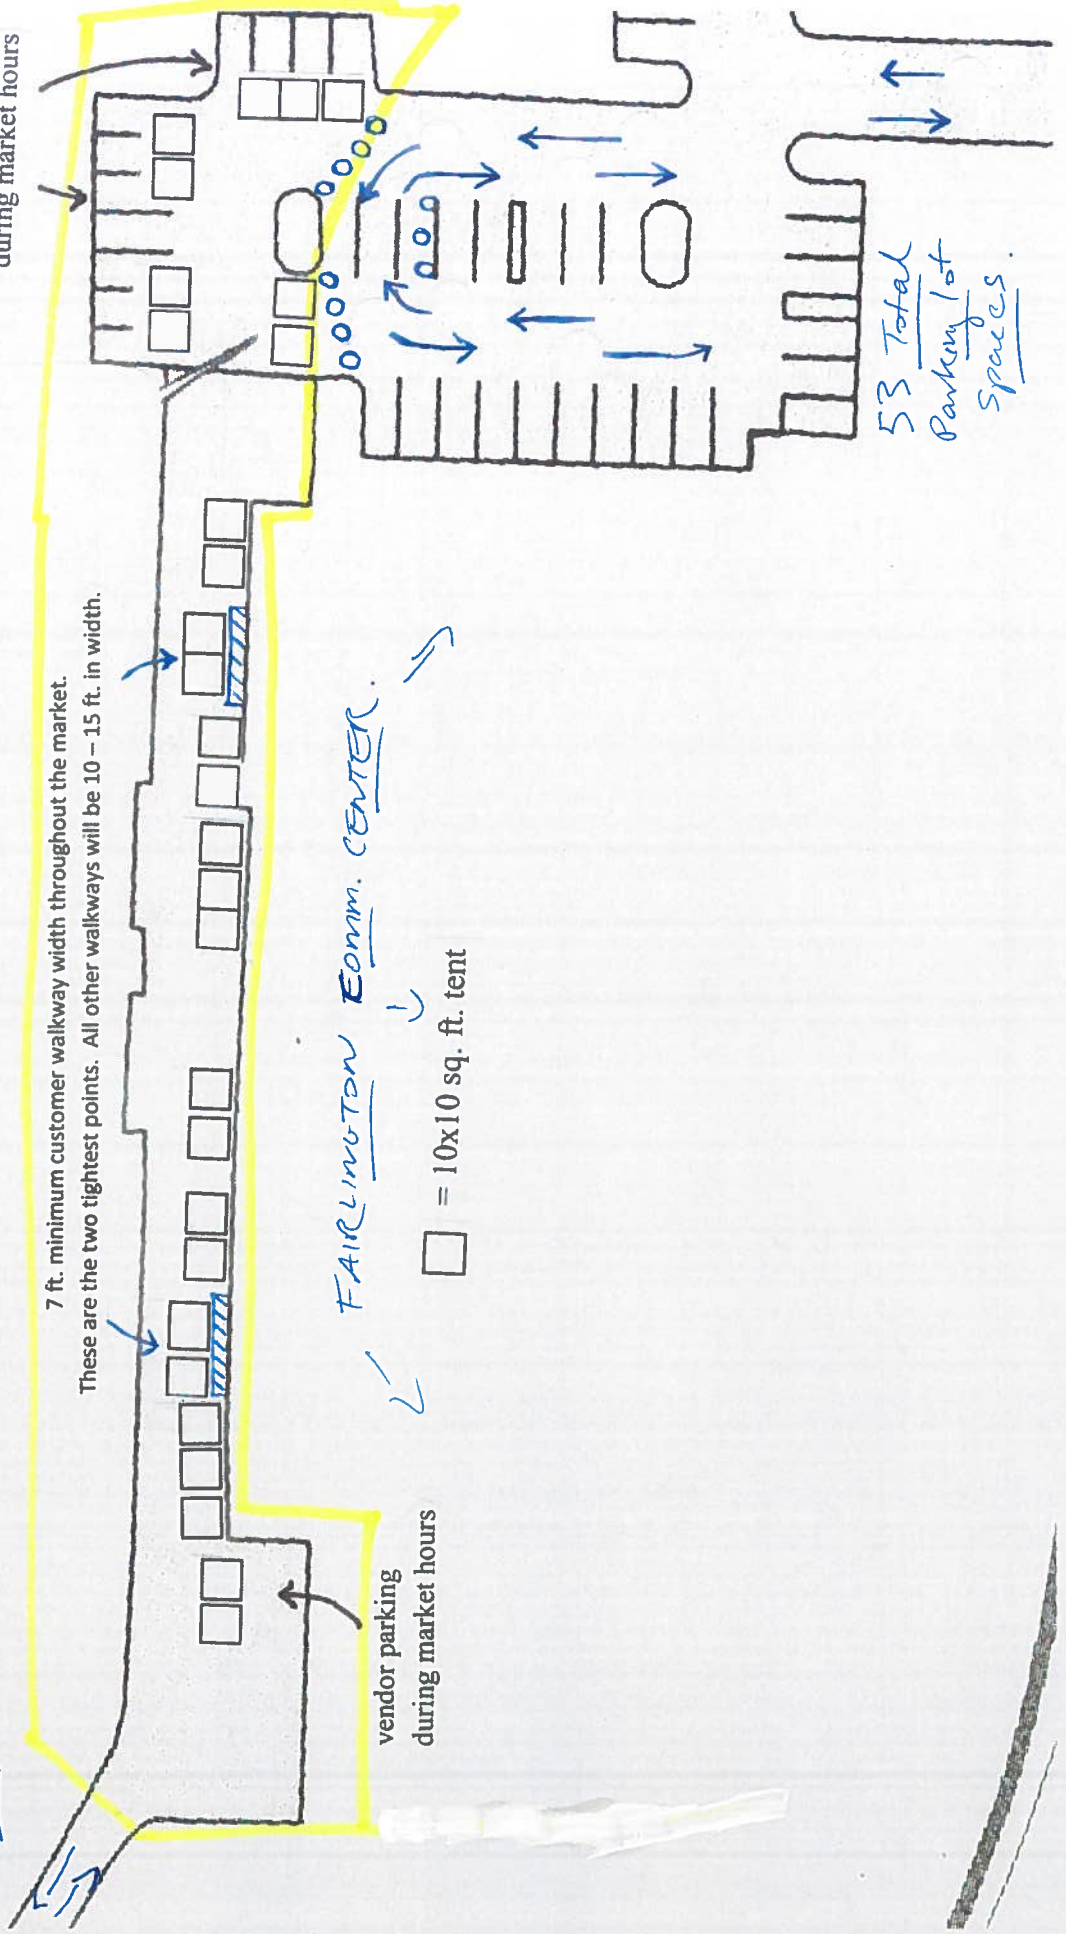 during market hours
7 ft. minimum customer walkway width throughout the market.
These are the two tightest points. All other walkways will be 10 – 15 ft. in width.
FAIRLINGTON COMM. CENTER.
= 10x10 sq. ft. tent
vendor parking
during market hours
53 Total
Parking lot
Spaces.